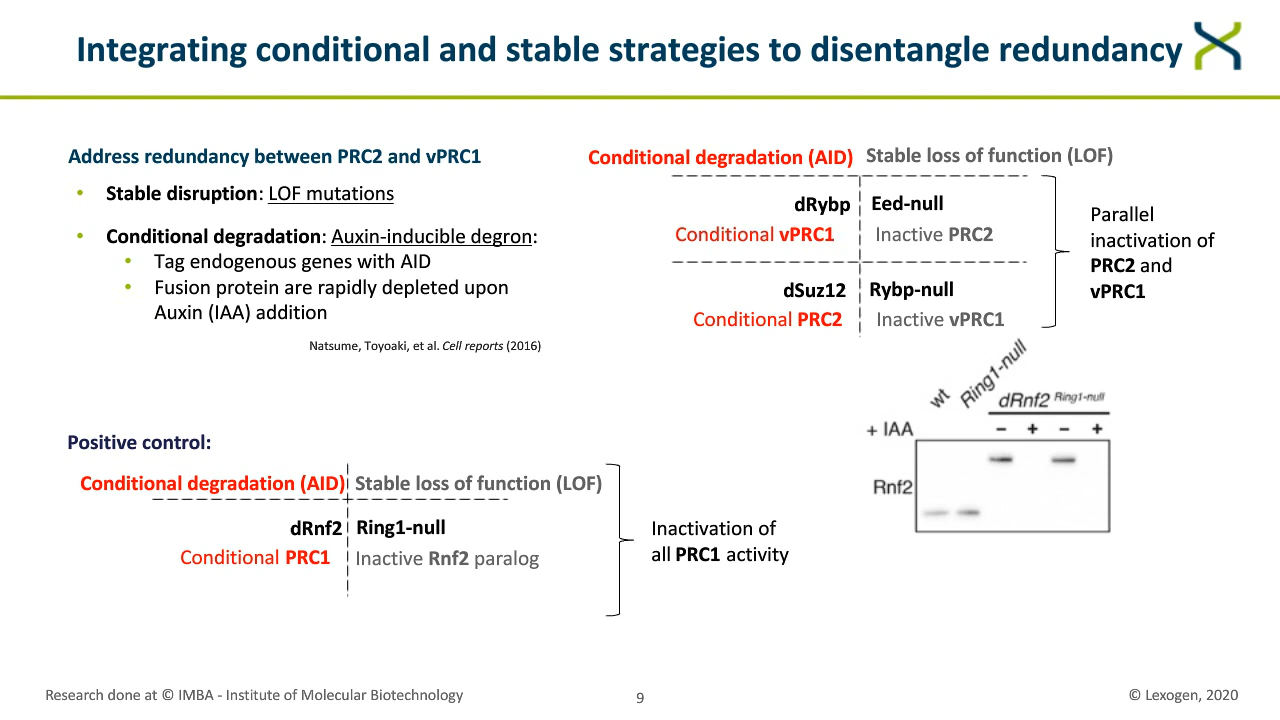 Integrating conditional and stable strategies to disentangle redundancy
Address redundancy between PRC2 and vPRC1
• Stable disruption: LOF mutations
• Conditional degradation: Auxin-inducible degron:
• Tag endogenous genes with AID
• Fusion protein are rapidly depleted upon
Auxin (IAA) addition
Natsume, Toyoaki, et al. Cell reports (2016)
Conditional degradation (AID) Stable loss of function (LOF)
dRybp Eed-null
Conditional vPRC1 Inactive PRC2
dSuz12 Rybp-null
Conditional PRC2 Inactive vPRC1
Parallel
inactivation of
PRC2 and
vPRC1
wt Ring1-null dRnf2 Ring1-null
+ IAA − + − +
Rnf2
Positive control:
Conditional degradation (AID) Stable loss of function (LOF)
dRnf2 Ring1-null
Conditional PRC1 Inactive Rnf2 paralog
Inactivation of
all PRC1 activity
Research done at © IMBA - Institute of Molecular Biotechnology
9
© Lexogen, 2020